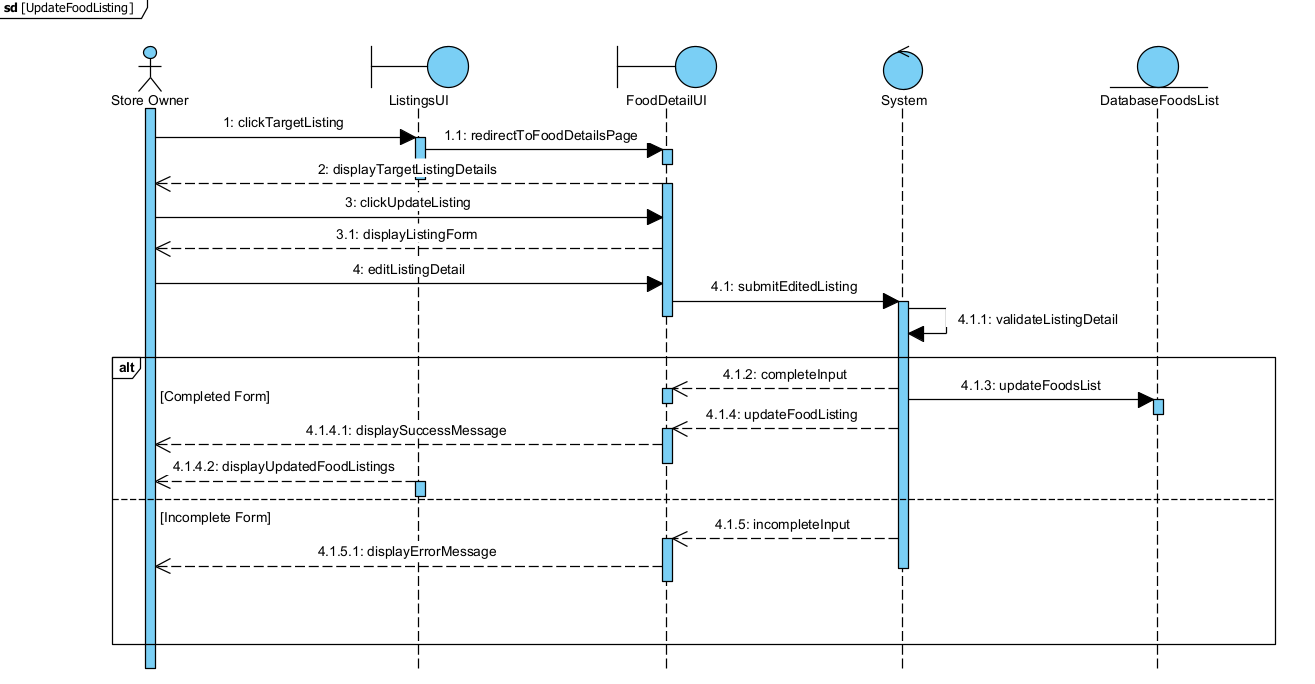 sd [UpdateFoodListing]
Store Owner
ListingsUI
FoodDetailUI
System
DatabaseFoodsList
1: clickTargetListing
1.1: redirectToFoodDetailsPage
2: displayTargetListingDetails
3: clickUpdateListing
3.1: displayListingForm
4: editListingDetail
4.1: submitEditedListing
4.1.1: validateListingDetail
alt
[Completed Form]
4.1.2: completeInput
4.1.3: updateFoodsList
4.1.4: updateFoodListing
4.1.4.1: displaySuccessMessage
4.1.4.2: displayUpdatedFoodListings
[Incomplete Form]
4.1.5: incompleteInput
4.1.5.1: displayErrorMessage